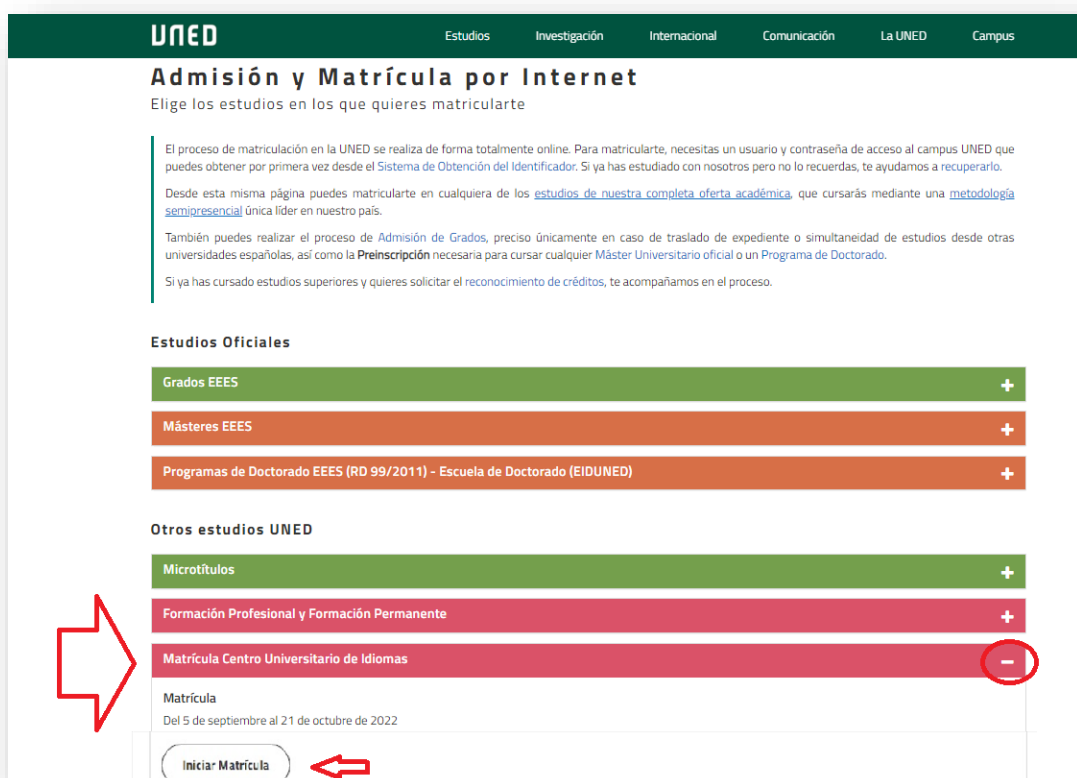 UNED
Estudios Investigación Internacional Comunicación La UNED Campus
Admisión y Matrícula por Internet
Elige los estudios en los que quieres matricularte
El proceso de matriculación en la UNED se realiza de forma totalmente online. Para matricularte, necesitas un usuario y contraseña de acceso al campus UNED que
puedes obtener por primera vez desde el Sistema de Obtención del Identificador. Si ya has estudiado con nosotros pero no lo recuerdas, te ayudamos a recuperarlo.
Desde esta misma página puedes matricularte en cualquiera de los estudios de nuestra completa oferta académica, que cursarás mediante una metodología
semipresencial única líder en nuestro país.
También puedes realizar el proceso de Admisión de Grados, preciso únicamente en caso de traslado de expediente o simultaneidad de estudios desde otras
universidades españolas, así como la Preinscripción necesaria para cursar cualquier Máster Universitario oficial o un Programa de Doctorado.
Si ya has cursado estudios superiores y quieres solicitar el reconocimiento de créditos, te acompañamos en el proceso.
Estudios Oficiales
Grados EEES
Másteres EEES
Programas de Doctorado EEES (RD 99/2011) - Escuela de Doctorado (EIDUNED)
Otros estudios UNED
Microtítulos
Formación Profesional y Formación Permanente
Matrícula Centro Universitario de Idiomas
Matrícula
Del 5 de septiembre al 21 de octubre de 2022
Iniciar Matrícula